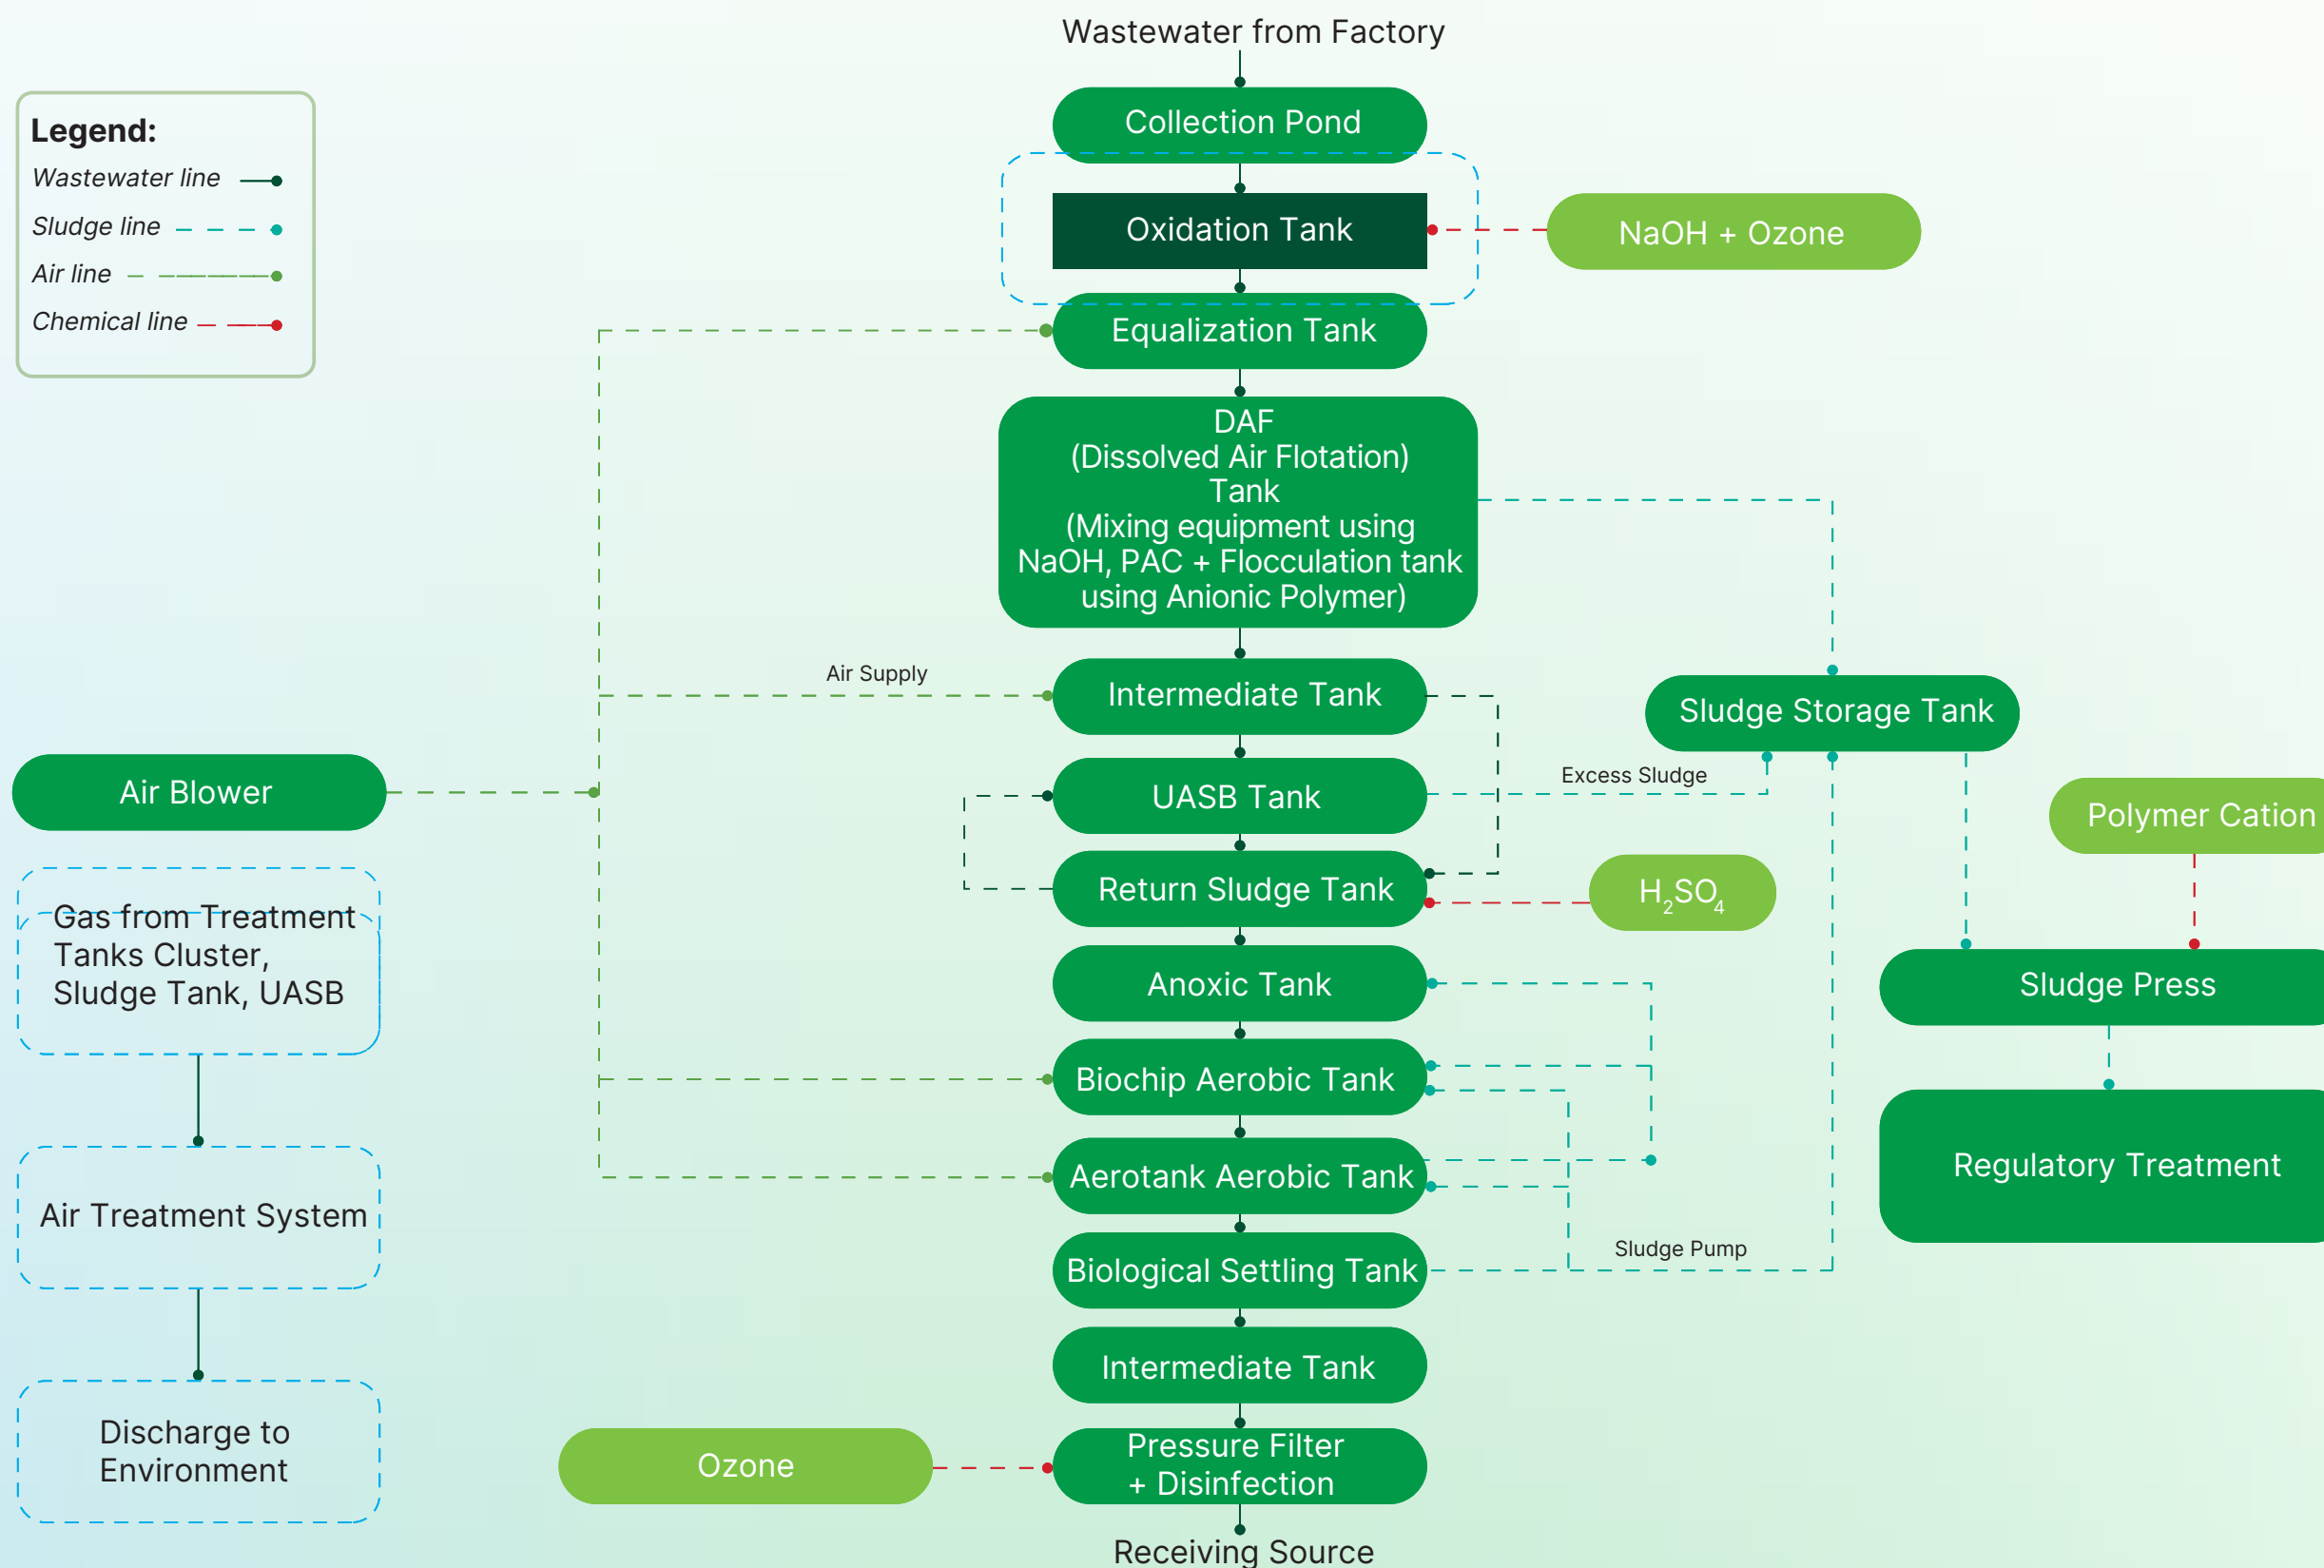 Wastewater from Factory
Legend:
Wastewater line
Sludge line
Air line
Chemical line
Collection Pond
Oxidation Tank
NaOH + Ozone
Equalization Tank
DAF
(Dissolved Air Flotation)
Tank
(Mixing equipment using
NaOH, PAC + Flocculation tank
using Anionic Polymer)
Air Supply
Intermediate Tank
Sludge Storage Tank
Air Blower
UASB Tank
Excess Sludge
Polymer Cation
Return Sludge Tank
H₂SO₄
Gas from Treatment
Tanks Cluster,
Sludge Tank, UASB
Anoxic Tank
Sludge Press
Biochip Aerobic Tank
Aerotank Aerobic Tank
Regulatory Treatment
Air Treatment System
Sludge Pump
Biological Settling Tank
Intermediate Tank
Discharge to
Environment
Ozone
Pressure Filter
+ Disinfection
Receiving Source